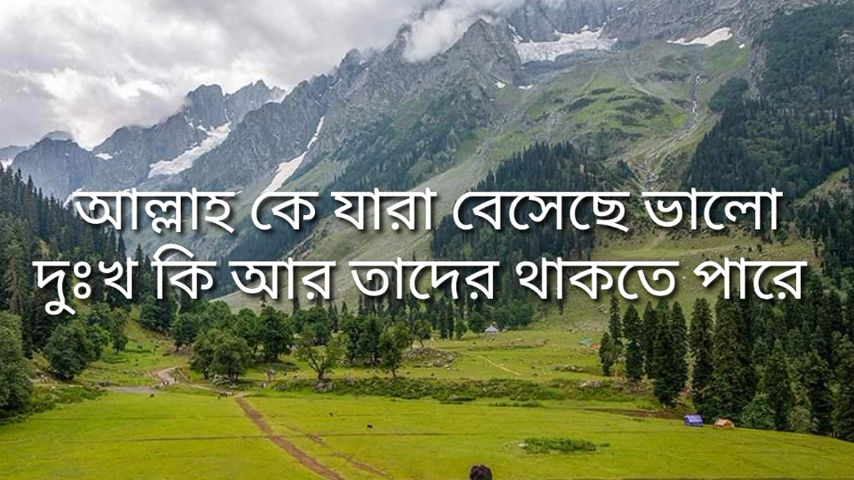 আল্লাহ কে যারা বেসেছে ভালো
দুঃখ কি আর তাদের থাকতে পারে